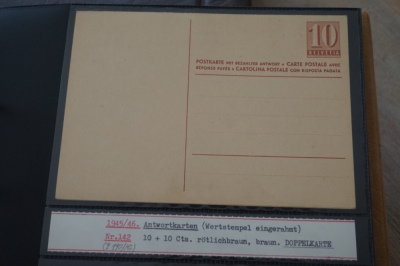 10
HELVETIA
POSTKARTE MIT BEZAHLTER ANTWORT • CARTE POSTALE AVEC
RÉPONSE PAYÉE • CARTOLINA POSTALE CON RISPOSTA PAGATA
1945/46. Antwortkarten (Wertstempel eingerahmt)
Nr.142 10 + 10 Cts. rötlichbraun, braun. DOPPELKARTE